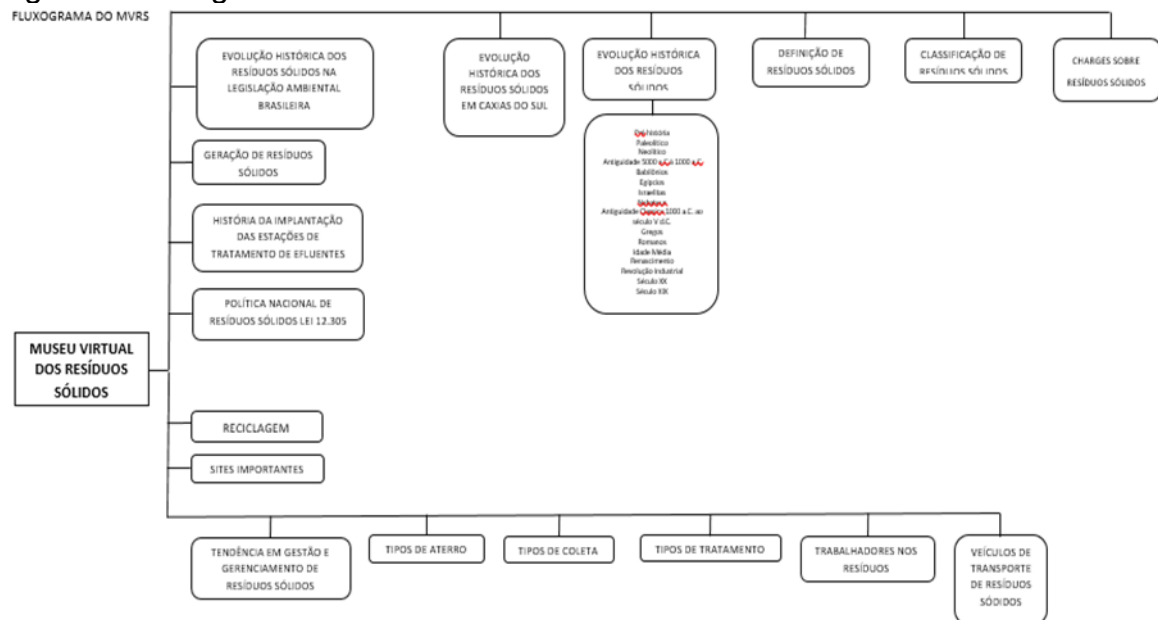 FLUXOGRAMA DO MVRS
EVOLUÇÃO HISTÓRICA DOS
RESÍDUOS SÓLIDOS NA
LEGISLAÇÃO AMBIENTAL
BRASILEIRA
EVOLUÇÃO
HISTÓRICA DOS
RESÍDUOS SÓLIDOS
EM CAXIAS DO SUL
EVOLUÇÃO HISTÓRICA
DOS RESÍDUOS
SÓLIDOS
DEFINIÇÃO DE
RESÍDUOS SÓLIDOS
CLASSIFICAÇÃO DE
RESÍDUOS SÓLIDOS
CHARGES SOBRE
RESÍDUOS SÓLIDOS
história
Paleolítico
Neolítico
Antiguidade 5000 a.C.à 1000 a.C.
Babilônios
Egípcios
Israelitas
Antiguidade 1000 a.C. ao
século V d.C.
Gregos
Romanos
Idade Média
Renascimento
Revolução Industrial
Século XX
Século XIX
GERAÇÃO DE RESÍDUOS
SÓLIDOS
HISTÓRIA DA IMPLANTAÇÃO
DAS ESTAÇÕES DE
TRATAMENTO DE EFLUENTES
POLÍTICA NACIONAL DE
RESÍDUOS SÓLIDOS LEI 12.305
MUSEU VIRTUAL
DOS RESÍDUOS
SÓLIDOS
RECICLAGEM
SITES IMPORTANTES
TENDÊNCIA EM GESTÃO E
GERENCIAMENTO DE
RESÍDUOS SÓLIDOS
TIPOS DE ATERRO
TIPOS DE COLETA
TIPOS DE TRATAMENTO
TRABALHADORES NOS
RESÍDUOS
VEÍCULOS DE
TRANSPORTE
DE RESÍDUOS
SÓDIDOS